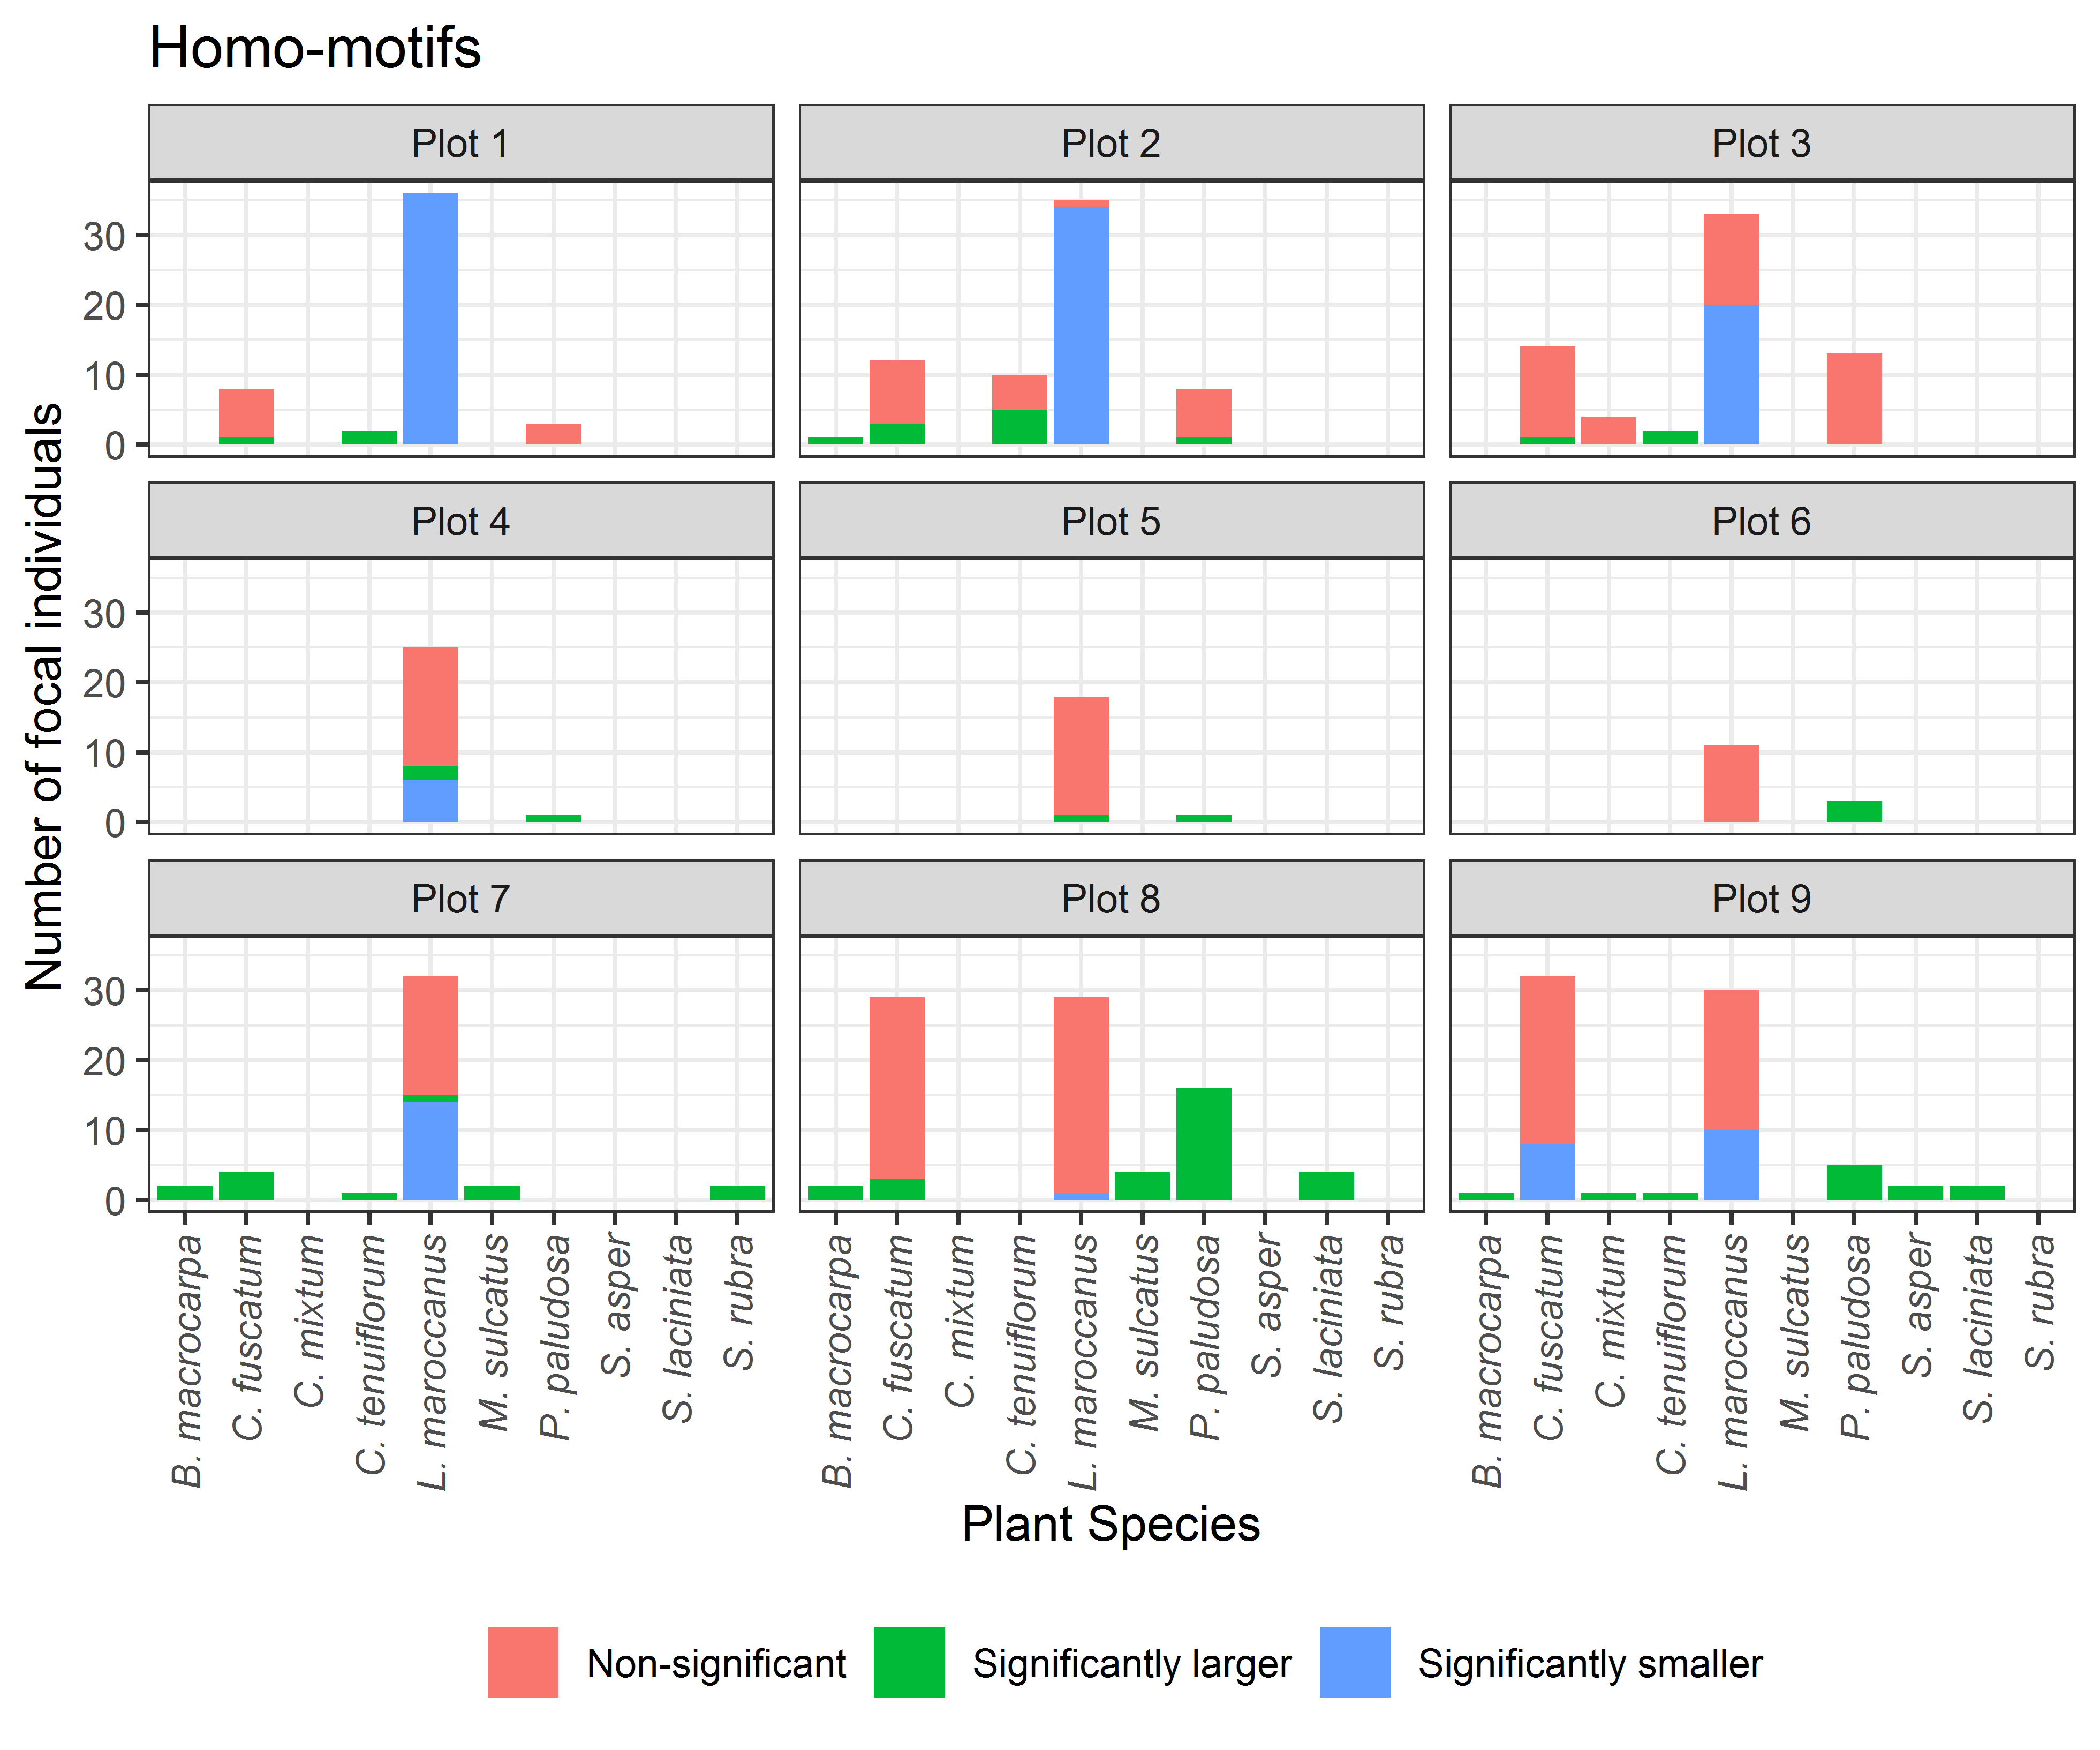 Homo-motifs
Plot 1
Plot 2
Plot 3
30
20
10
0
Plot 4
Plot 5
Plot 6
30
20
10
0
Plot 7
Plot 8
Plot 9
30
20
10
0
Number of focal individuals
B. macrocarpa
C. fuscatum
C. mixtum
C. tenuiflorum
L. maroccanus
M. sulcatus
P. paludosa
S. asper
S. laciniata
S. rubra
B. macrocarpa
C. fuscatum
C. mixtum
C. tenuiflorum
L. maroccanus
M. sulcatus
P. paludosa
S. asper
S. laciniata
S. rubra
B. macrocarpa
C. fuscatum
C. mixtum
C. tenuiflorum
L. maroccanus
M. sulcatus
P. paludosa
S. asper
S. laciniata
S. rubra
Plant Species
Non-significant
Significantly larger
Significantly smaller